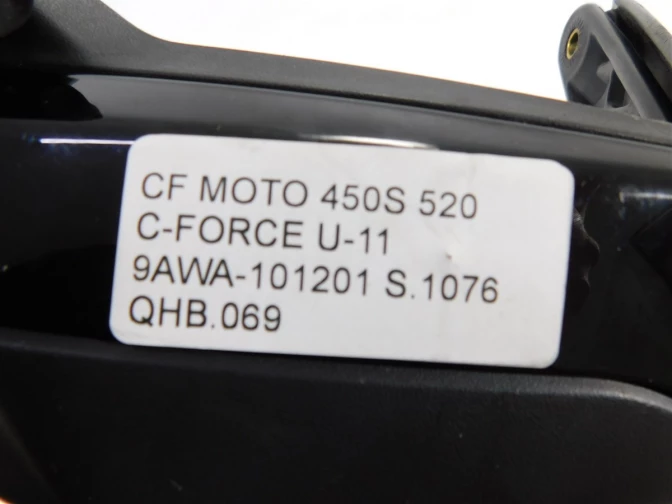 CF MOTO 450S 520
C-FORCE U-11
9AWA-101201 S.1076
QHB.069